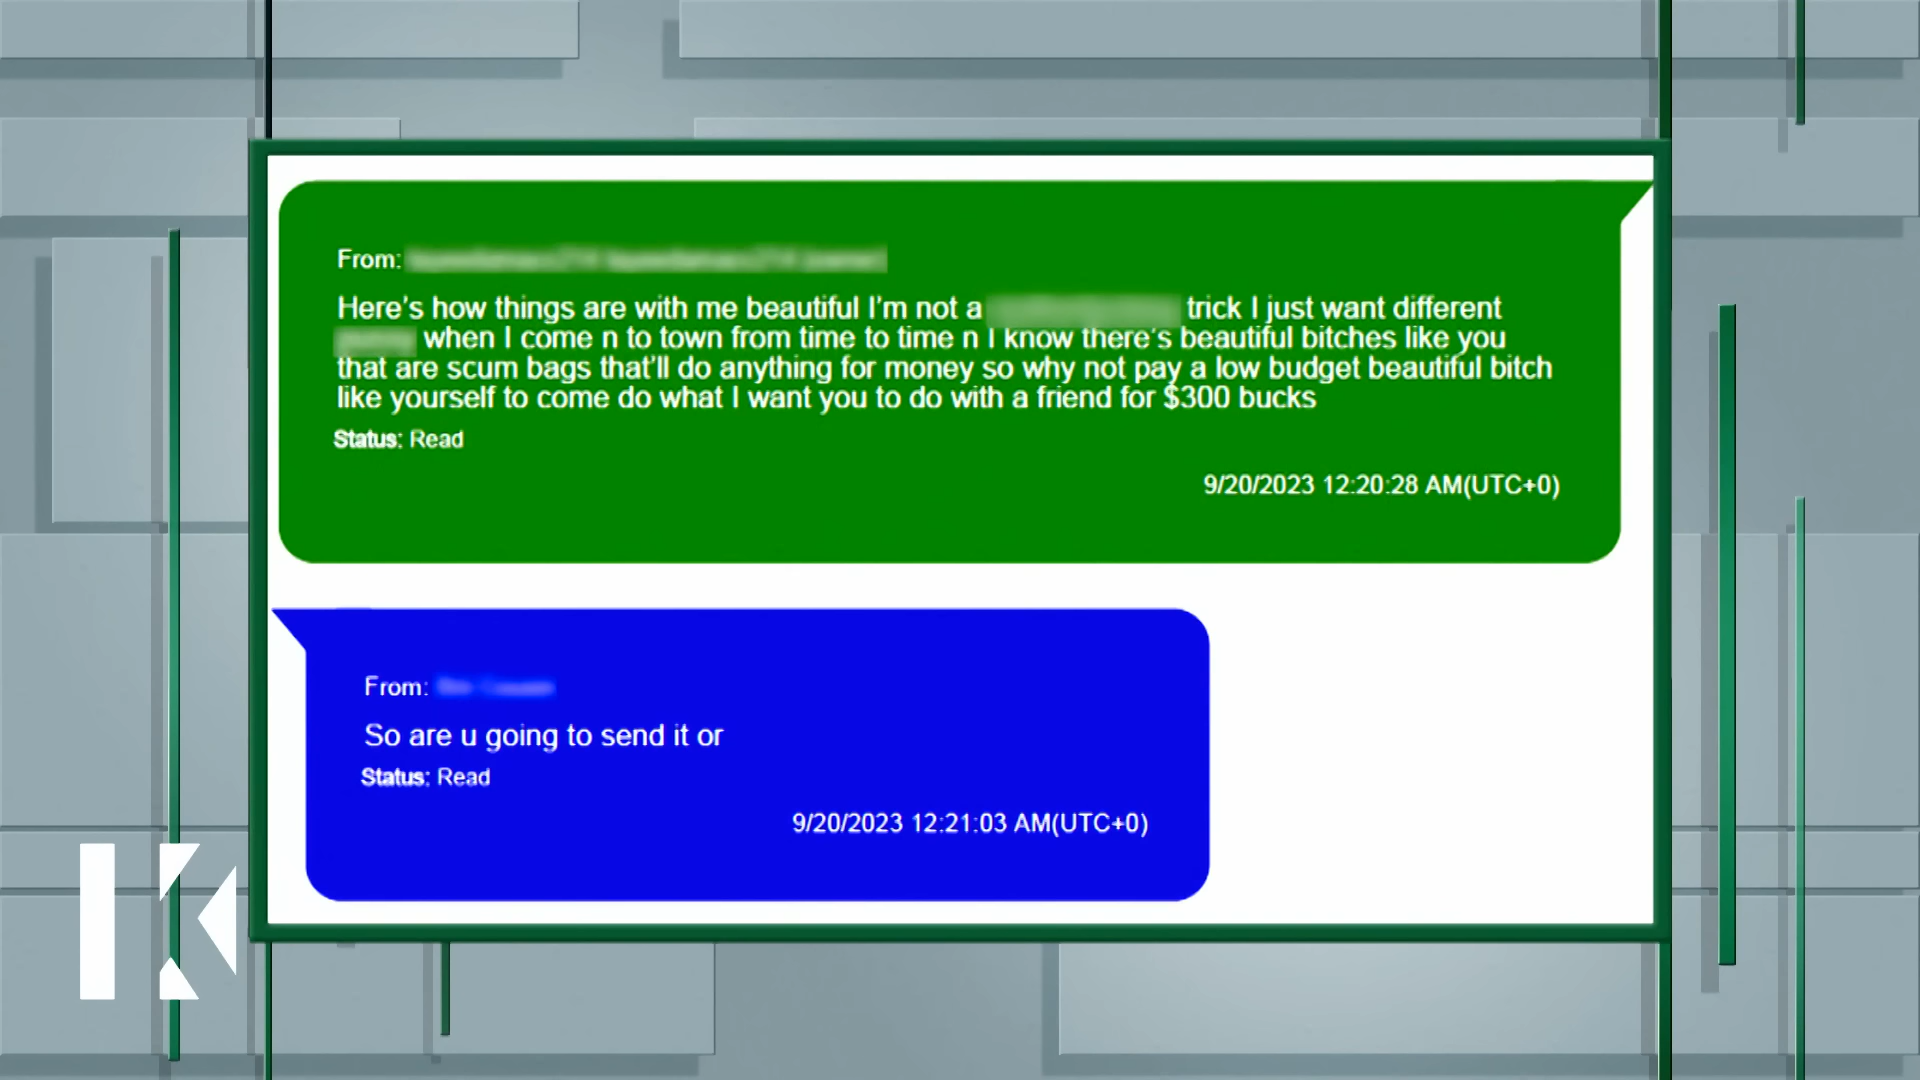 From:
Here's how things are with me beautiful I'm not a trick I just want different
when I come n to town from time to time n I know there's beautiful bitches like you
that are scum bags that'll do anything for money so why not pay a low budget beautiful bitch
like yourself to come do what I want you to do with a friend for $300 bucks
Status: Read
9/20/2023 12:20:28 AM(UTC+0)
From:
So are u going to send it or
Status: Read
9/20/2023 12:21:03 AM(UTC+0)
K